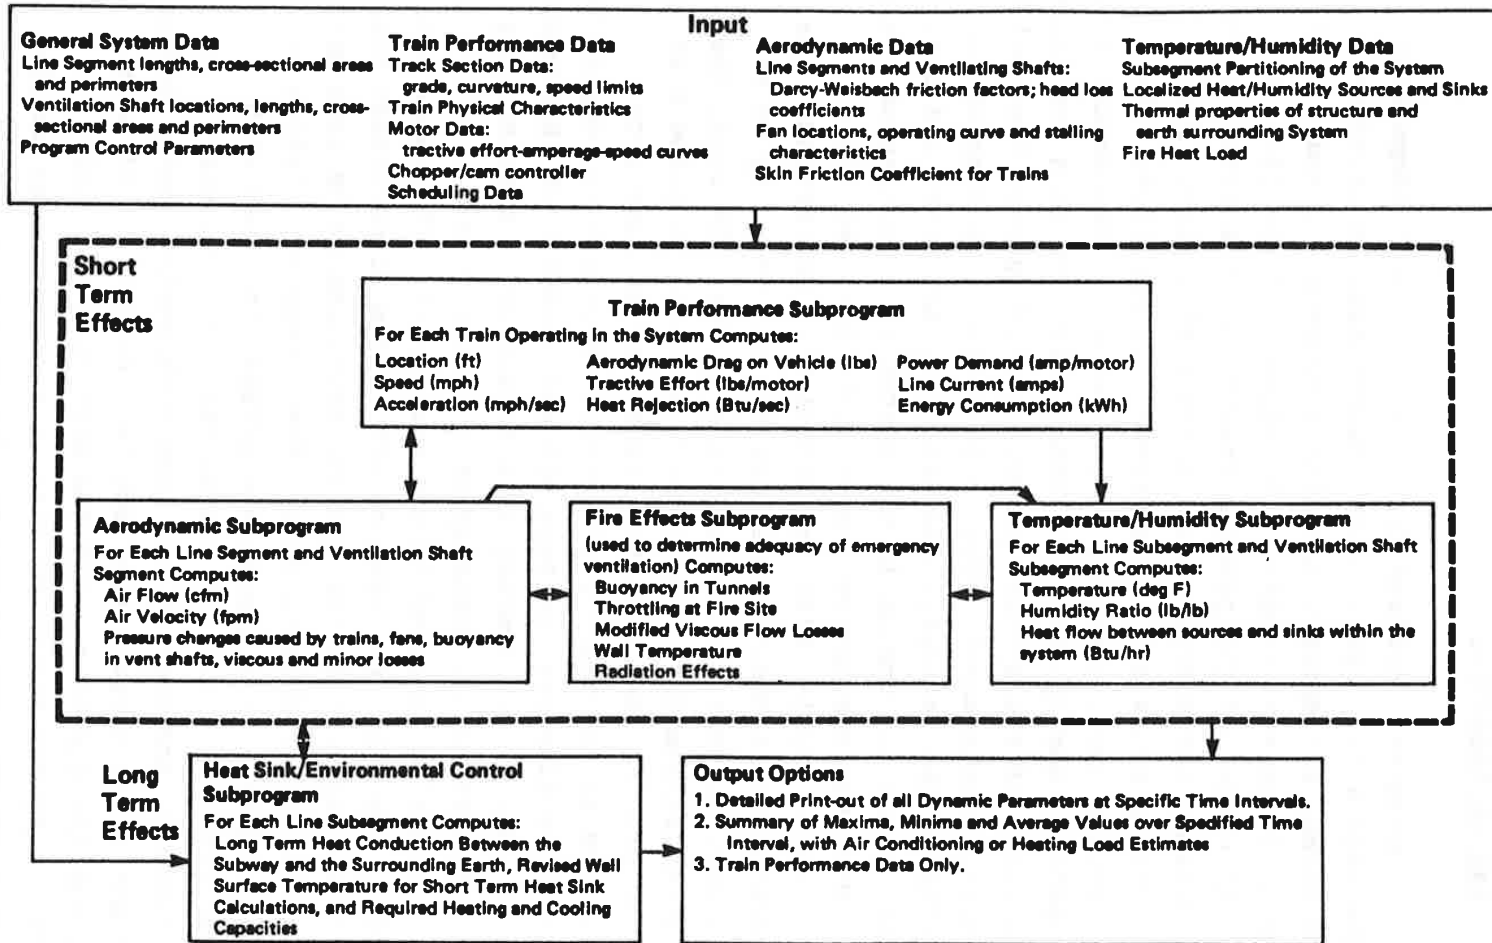 Input
General System Data
Line Segment lengths, cross-sectional areas
and perimeters
Ventilation Shaft locations, lengths, cross-
sectional areas and perimeters
Program Control Parameters
Train Performance Data
Track Section Data:
grade, curvature, speed limits
Train Physical Characteristics
Motor Data:
tractive effort-amperage-speed curves
Chopper/cam controller
Scheduling Data
Aerodynamic Data
Line Segments and Ventilating Shafts:
Darcy-Weisbach friction factors; head loss
coefficients
Fan locations, operating curve and stalling
characteristics
Skin Friction Coefficient for Trains
Temperature/Humidity Data
Subsegment Partitioning of the System
Localized Heat/Humidity Sources and Sinks
Thermal properties of structure and
earth surrounding System
Fire Heat Load
Short
Term
Effects
Train Performance Subprogram
For Each Train Operating in the System Computes:
Location (ft)
Speed (mph)
Acceleration (mph/sec)
Aerodynamic Drag on Vehicle (lbs)
Tractive Effort (lbs/motor)
Heat Rejection (Btu/sec)
Power Demand (amp/motor)
Line Current (amps)
Energy Consumption (kWh)
Aerodynamic Subprogram
For Each Line Segment and Ventilation Shaft
Segment Computes:
Air Flow (cfm)
Air Velocity (fpm)
Pressure changes caused by trains, fans, buoyancy
in vent shafts, viscous and minor losses
Fire Effects Subprogram
(used to determine adequacy of emergency
ventilation) Computes:
Buoyancy in Tunnels
Throttling at Fire Site
Modified Viscous Flow Losses
Wall Temperature
Radiation Effects
Temperature/Humidity Subprogram
For Each Line Subsegment and Ventilation Shaft
Subsegment Computes:
Temperature (deg F)
Humidity Ratio (lb/lb)
Heat flow between sources and sinks within the
system (Btu/hr)
Long
Term
Effects
Heat Sink/Environmental Control
Subprogram
For Each Line Subsegment Computes:
Long Term Heat Conduction Between the
Subway and the Surrounding Earth, Revised Wall
Surface Temperature for Short Term Heat Sink
Calculations, and Required Heating and Cooling
Capacities
Output Options
1. Detailed Print-out of all Dynamic Parameters at Specific Time Intervals.
2. Summary of Maxima, Minima and Average Values over Specified Time
Interval, with Air Conditioning or Heating Load Estimates
3. Train Performance Data Only.